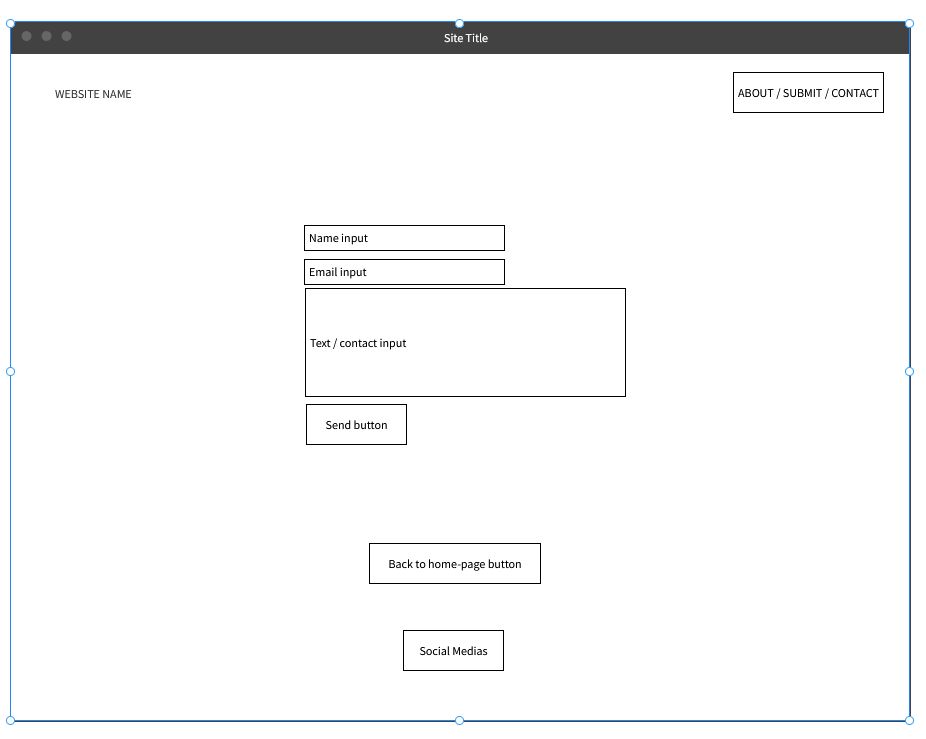 Site Title
WEBSITE NAME
ABOUT / SUBMIT / CONTACT
Name input
Email input
Text / contact input
Send button
Back to home-page button
Social Medias